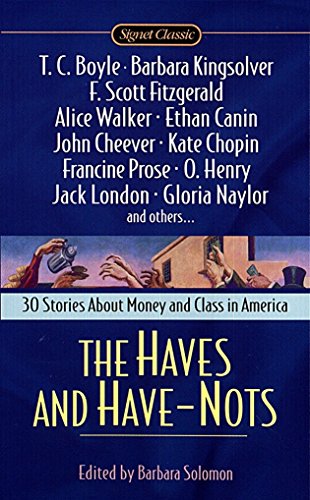 Signet Classic
T. C. Boyle · Barbara Kingsolver
F. Scott Fitzgerald
Alice Walker · Ethan Canin
John Cheever · Kate Chopin
Francine Prose · O. Henry
Jack London · Gloria Naylor
and others...
30 Stories About Money and Class in America
THE HAVES
AND HAVE–NOTS
Edited by Barbara Solomon